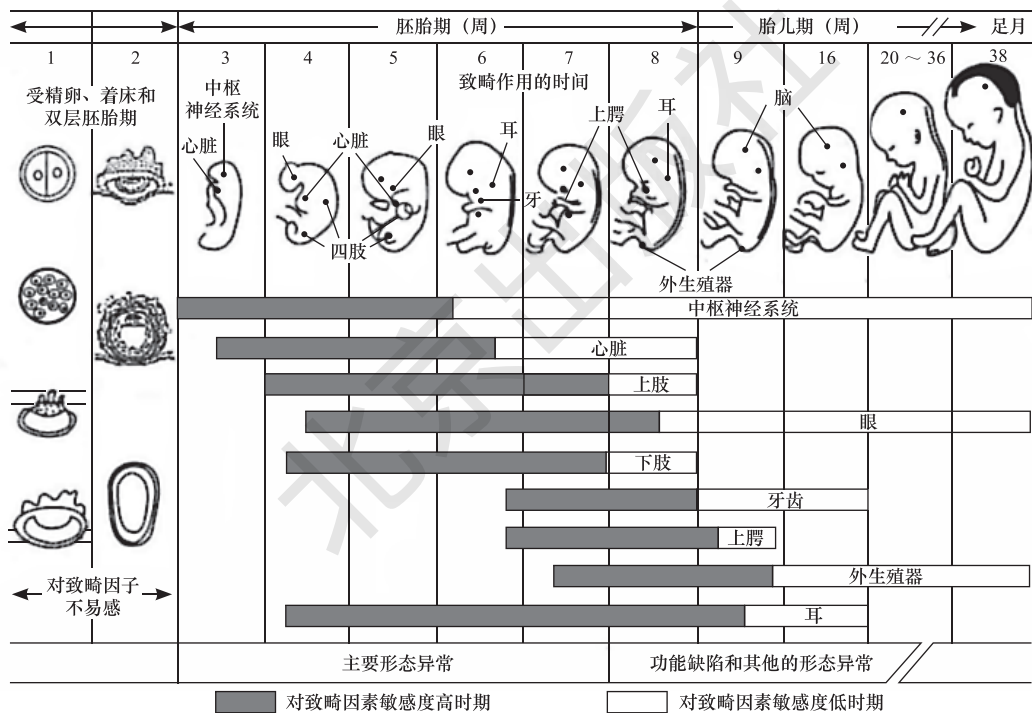 胚胎期（周）
胎儿期（周）
足月
1
2
3
4
5
6
7
8
9
16
20～36
38
致畸作用的时间
受精卵、着床和
双层胚胎期
中枢
神经系统
心脏
眼
心脏
眼
耳
上腭
耳
脑
牙
四肢
外生殖器
中枢神经系统
心脏
上肢
眼
下肢
牙齿
上腭
外生殖器
耳
对致畸因子
不易感
主要形态异常
功能缺陷和其他的形态异常
对致畸因素敏感度高时期
对致畸因素敏感度低时期
北京出版社